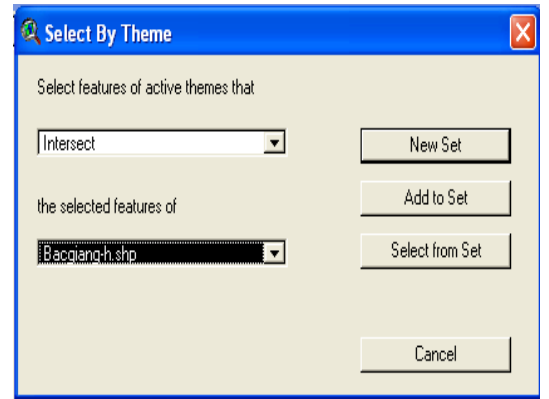 Select By Theme
Select features of active themes that
Intersect
New Set
the selected features of
Add to Set
Bacgiang-h.shp
Select from Set
Cancel